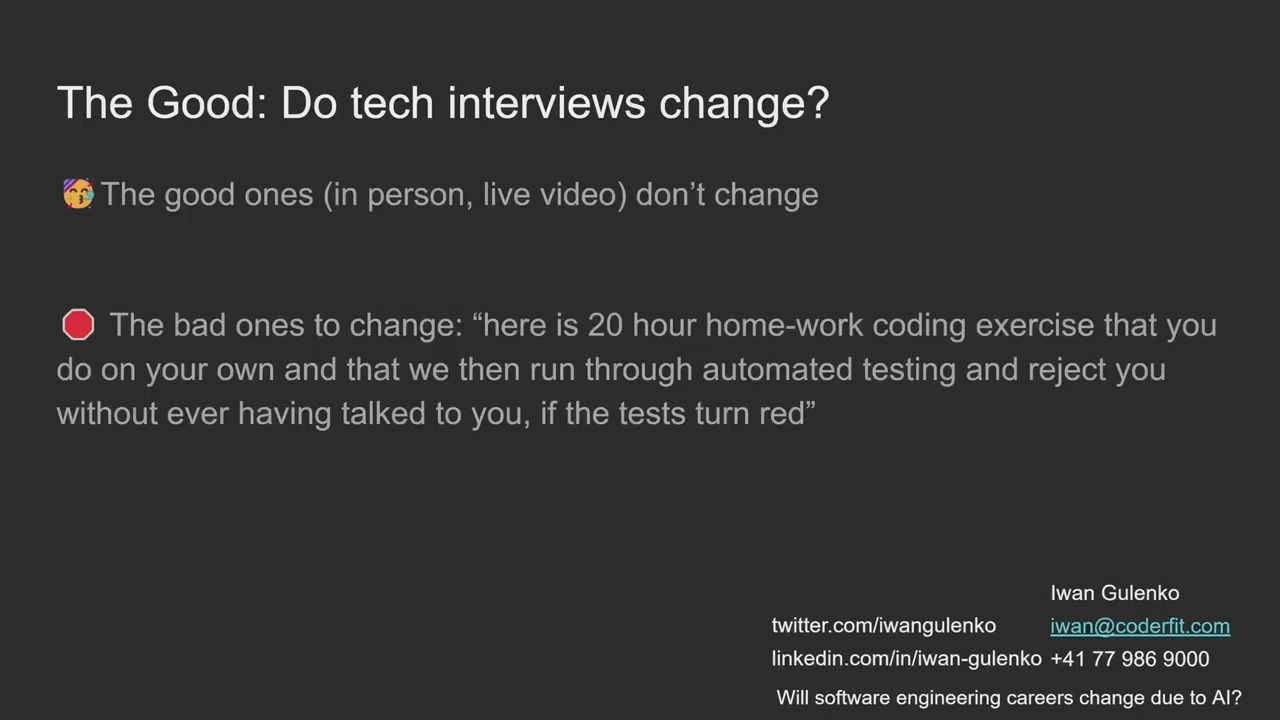 The Good: Do tech interviews change?
🥳The good ones (in person, live video) don’t change
🛑 The bad ones to change: “here is 20 hour home-work coding exercise that you
do on your own and that we then run through automated testing and reject you
without ever having talked to you, if the tests turn red”
Iwan Gulenko
twitter.com/iwangulenko iwan@coderfit.com
linkedin.com/in/iwan-gulenko +41 77 986 9000
Will software engineering careers change due to AI?